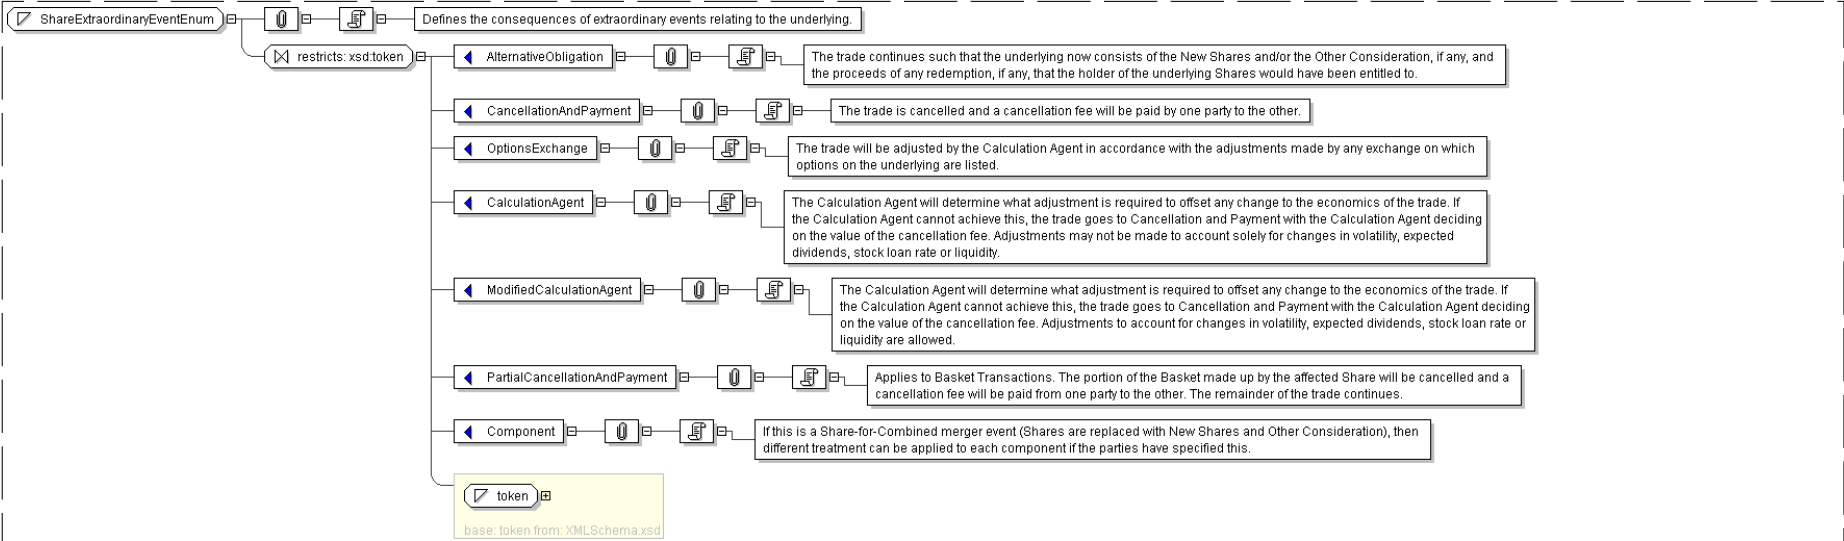 ShareExtraordinaryEventEnum
Defines the consequences of extraordinary events relating to the underlying.
restricts: xsd:token
AlternativeObligation
The trade continues such that the underlying now consists of the New Shares and/or the Other Consideration, if any, and
the proceeds of any redemption, if any, that the holder of the underlying Shares would have been entitled to.
CancellationAndPayment
The trade is cancelled and a cancellation fee will be paid by one party to the other.
OptionsExchange
The trade will be adjusted by the Calculation Agent in accordance with the adjustments made by any exchange on which
options on the underlying are listed.
CalculationAgent
The Calculation Agent will determine what adjustment is required to offset any change to the economics of the trade. If
the Calculation Agent cannot achieve this, the trade goes to Cancellation and Payment with the Calculation Agent deciding
on the value of the cancellation fee. Adjustments may not be made to account solely for changes in volatility, expected
dividends, stock loan rate or liquidity.
ModifiedCalculationAgent
The Calculation Agent will determine what adjustment is required to offset any change to the economics of the trade. If
the Calculation Agent cannot achieve this, the trade goes to Cancellation and Payment with the Calculation Agent deciding
on the value of the cancellation fee. Adjustments to account for changes in volatility, expected dividends, stock loan rate or
liquidity are allowed.
PartialCancellationAndPayment
Applies to Basket Transactions. The portion of the Basket made up by the affected Share will be cancelled and a
cancellation fee will be paid from one party to the other. The remainder of the trade continues.
Component
If this is a Share-for-Combined merger event (Shares are replaced with New Shares and Other Consideration), then
different treatment can be applied to each component if the parties have specified this.
token
base: token from: XMLSchema.xsd